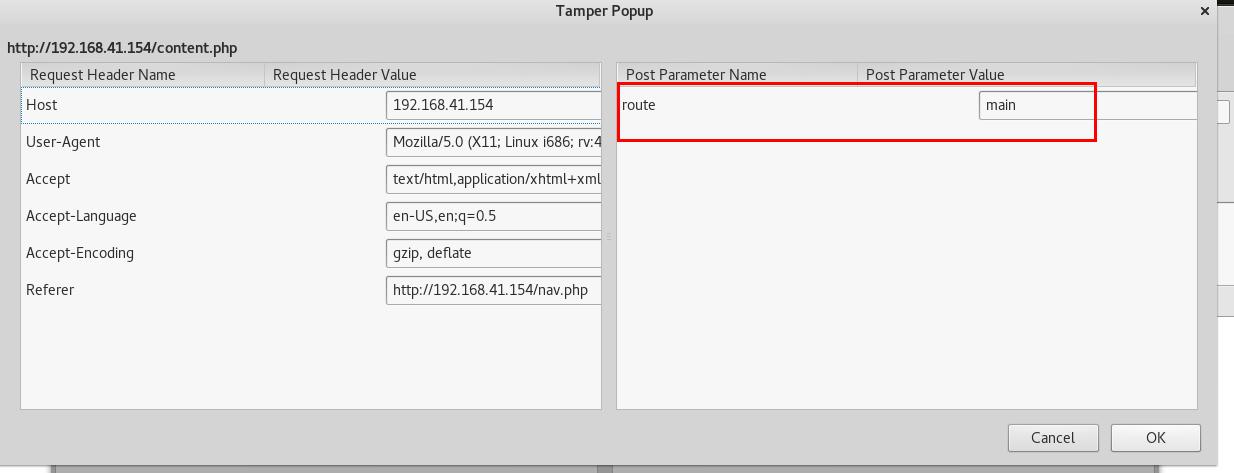 Tamper Popup
×
http://192.168.41.154/content.php
Request Header Name Request Header Value
Host 192.168.41.154
User-Agent Mozilla/5.0 (X11; Linux i686; rv:4
Accept text/html,application/xhtml+xml
Accept-Language en-US,en;q=0.5
Accept-Encoding gzip, deflate
Referer http://192.168.41.154/nav.php
Post Parameter Name Post Parameter Value
route main
Cancel OK